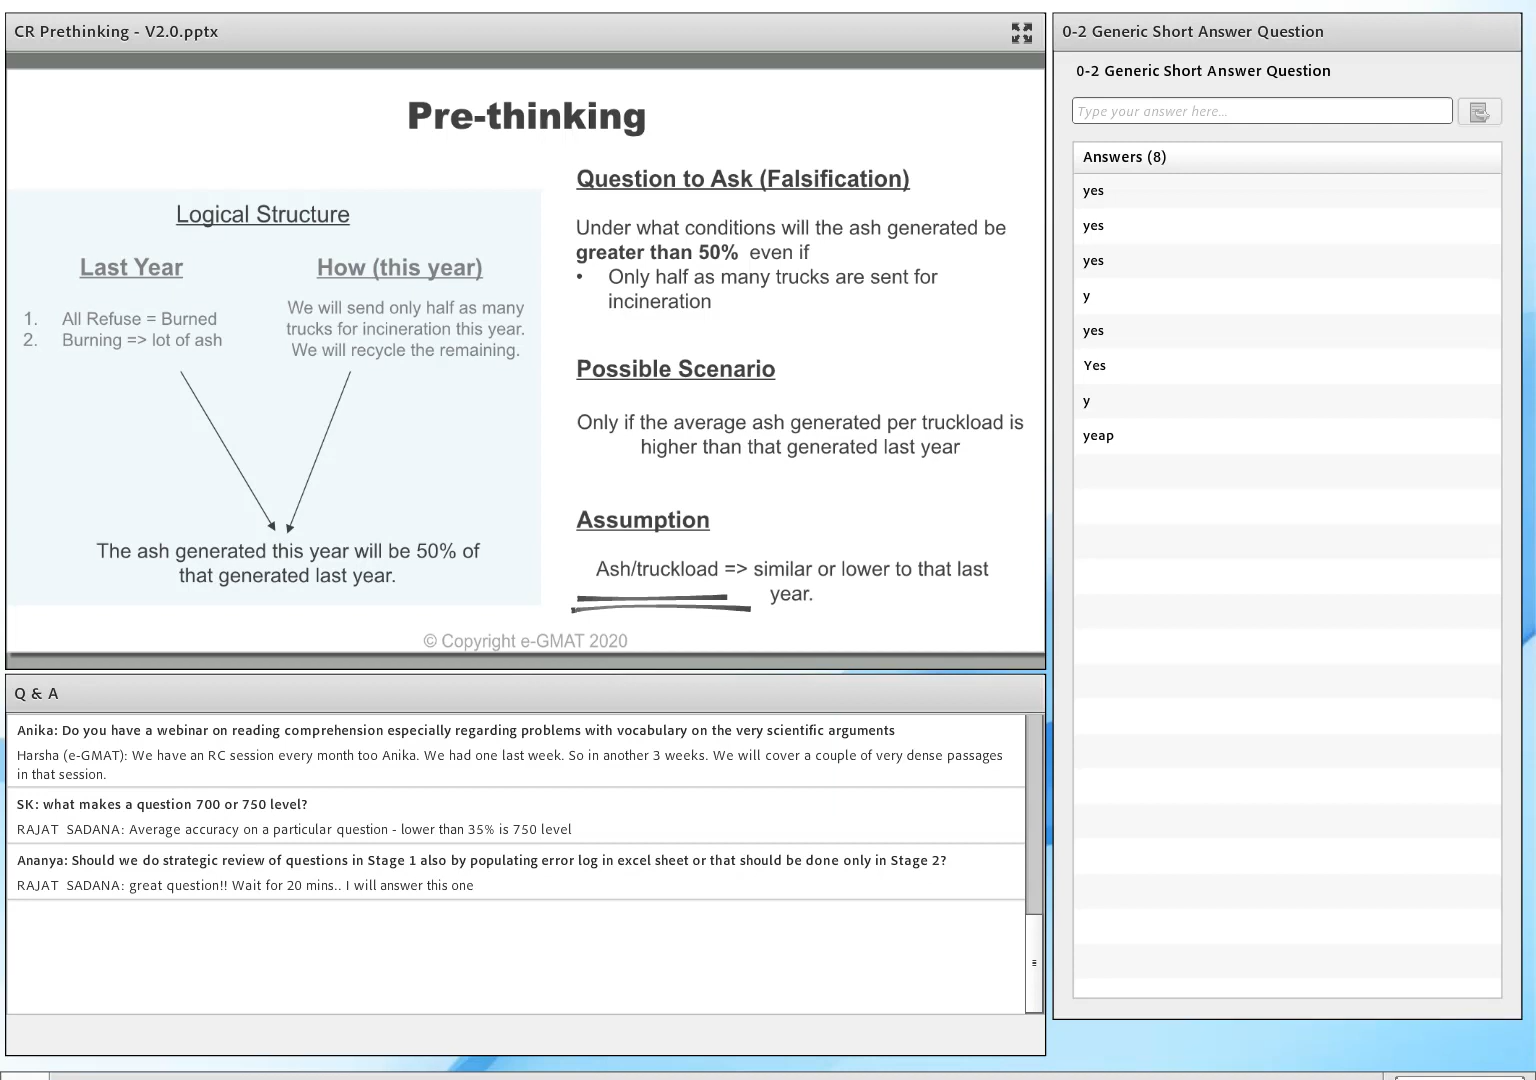 CR Prethinking - V2.0.pptx
Pre-thinking
Logical Structure
Last Year
1. All Refuse = Burned
2. Burning => lot of ash
How (this year)
We will send only half as many
trucks for incineration this year.
We will recycle the remaining.
The ash generated this year will be 50% of
that generated last year.
Question to Ask (Falsification)
Under what conditions will the ash generated be
greater than 50% even if
• Only half as many trucks are sent for
incineration
Possible Scenario
Only if the average ash generated per truckload is
higher than that generated last year
Assumption
Ash/truckload => similar or lower to that last
year.
© Copyright e-GMAT 2020
Q & A
Anika: Do you have a webinar on reading comprehension especially regarding problems with vocabulary on the very scientific arguments
Harsha (e-GMAT): We have an RC session every month too Anika. We had one last week. So in another 3 weeks. We will cover a couple of very dense passages
in that session.
SK: what makes a question 700 or 750 level?
RAJAT SADANA: Average accuracy on a particular question - lower than 35% is 750 level
Ananya: Should we do strategic review of questions in Stage 1 also by populating error log in excel sheet or that should be done only in Stage 2?
RAJAT SADANA: great question!! Wait for 20 mins.. I will answer this one
0-2 Generic Short Answer Question
0-2 Generic Short Answer Question
Type your answer here...
Answers (8)
yes
yes
yes
y
yes
Yes
y
yeap